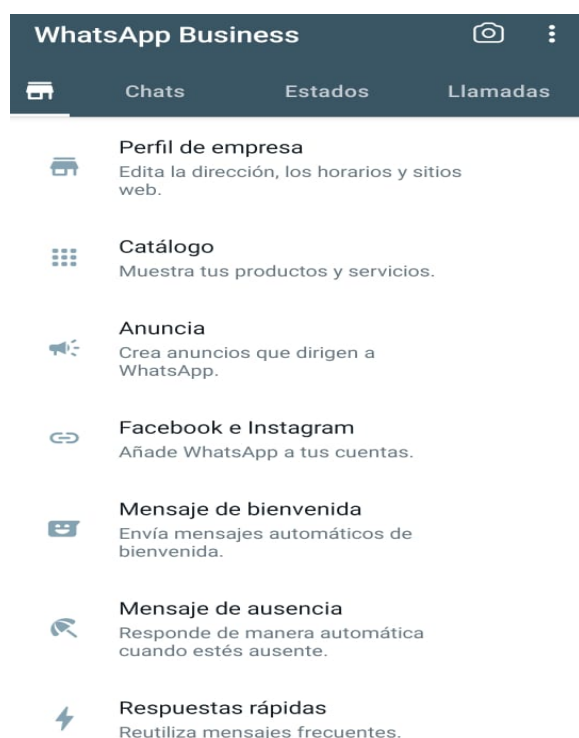 WhatsApp Business
Chats Estados Llamadas
Perfil de empresa
Edita la dirección, los horarios y sitios
web.
Catálogo
Muestra tus productos y servicios.
Anuncia
Crea anuncios que dirigen a
WhatsApp.
Facebook e Instagram
Añade WhatsApp a tus cuentas.
Mensaje de bienvenida
Envía mensajes automáticos de
bienvenida.
Mensaje de ausencia
Responde de manera automática
cuando estés ausente.
Respuestas rápidas
Reutiliza mensajes frecuentes.